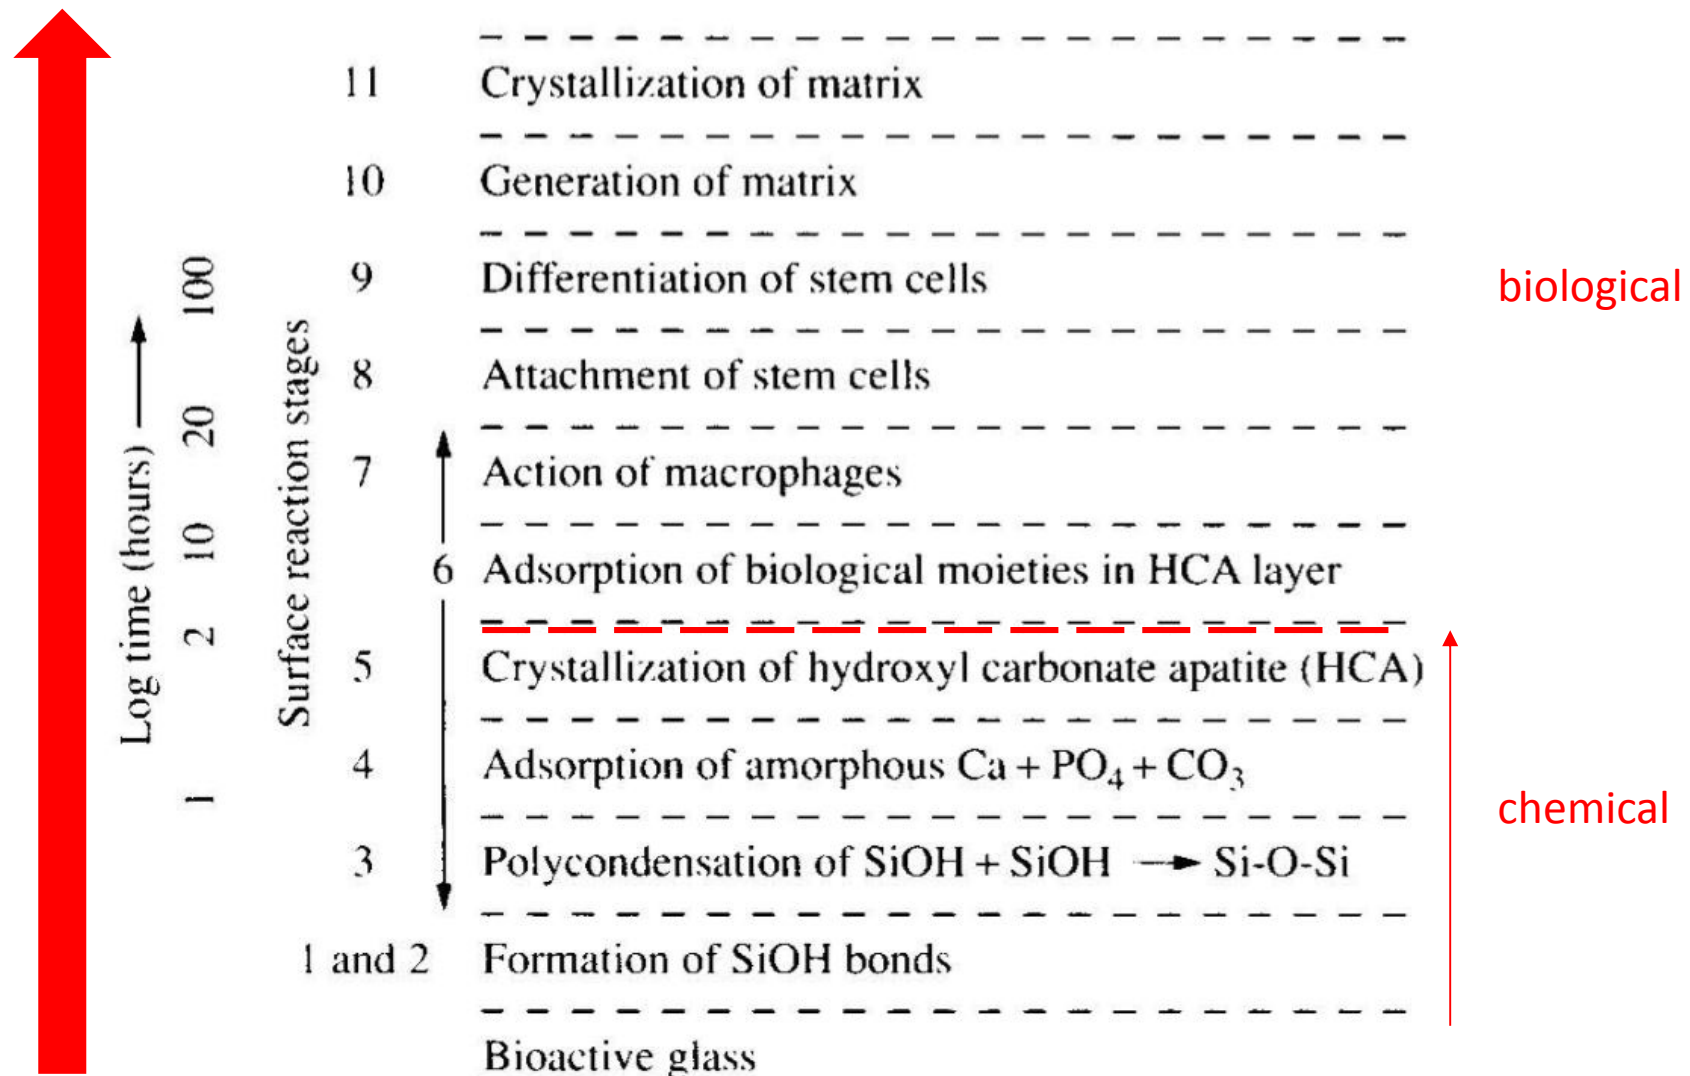 11 Crystallization of matrix
10 Generation of matrix
9 Differentiation of stem cells
biological
8 Attachment of stem cells
7 Action of macrophages
6 Adsorption of biological moieties in HCA layer
5 Crystallization of hydroxyl carbonate apatite (HCA)
4 Adsorption of amorphous Ca + PO₄ + CO₃
chemical
3 Polycondensation of SiOH + SiOH → Si-O-Si
1 and 2 Formation of SiOH bonds
Bioactive glass
Log time (hours) →
1 2 10 20 100
Surface reaction stages